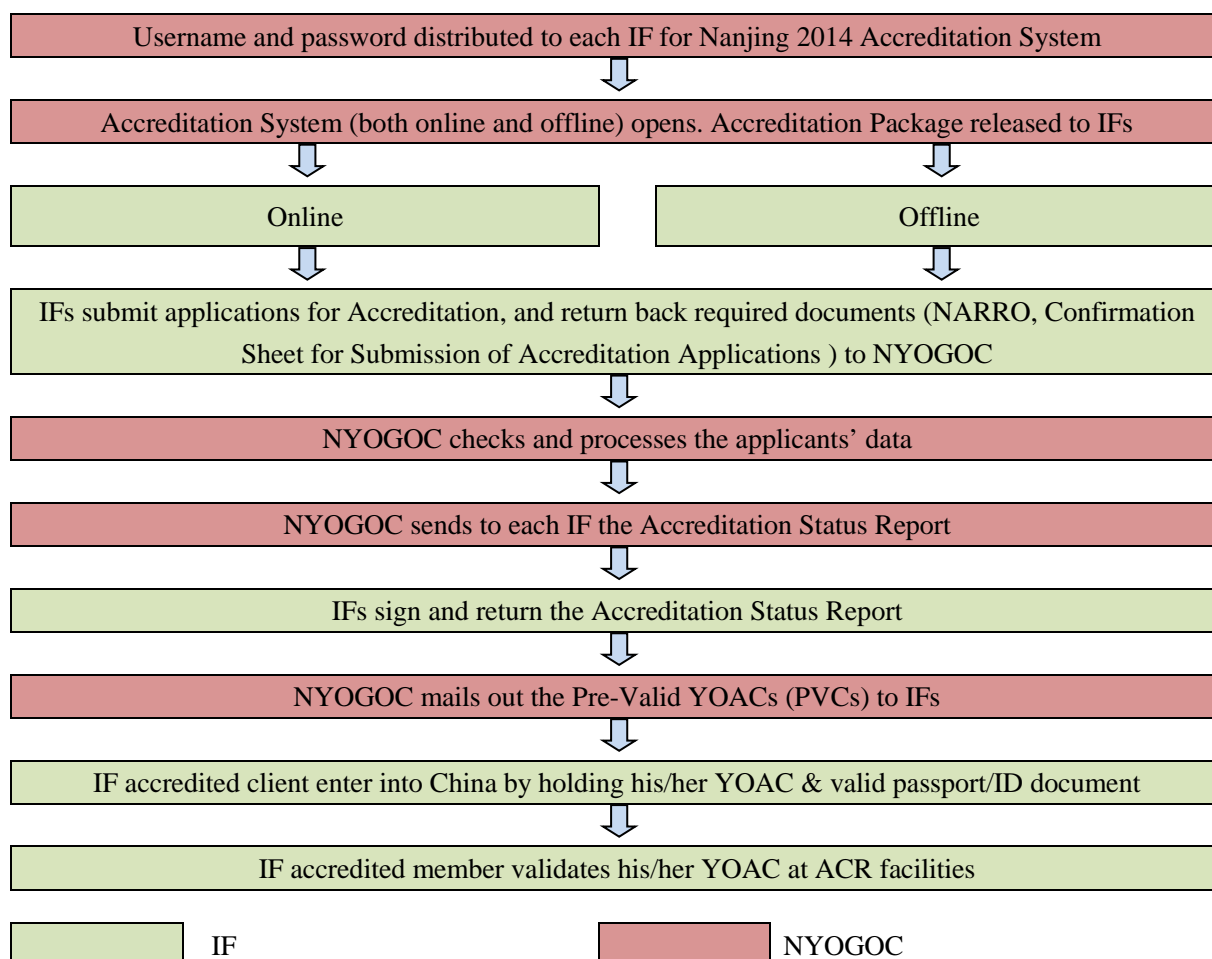 Username and password distributed to each IF for Nanjing 2014 Accreditation System
Accreditation System (both online and offline) opens. Accreditation Package released to IFs
Online
Offline
IFs submit applications for Accreditation, and return back required documents (NARRO, Confirmation
Sheet for Submission of Accreditation Applications ) to NYOGOC
NYOGOC checks and processes the applicants’ data
NYOGOC sends to each IF the Accreditation Status Report
IFs sign and return the Accreditation Status Report
NYOGOC mails out the Pre-Valid YOACs (PVCs) to IFs
IF accredited client enter into China by holding his/her YOAC & valid passport/ID document
IF accredited member validates his/her YOAC at ACR facilities
IF
NYOGOC